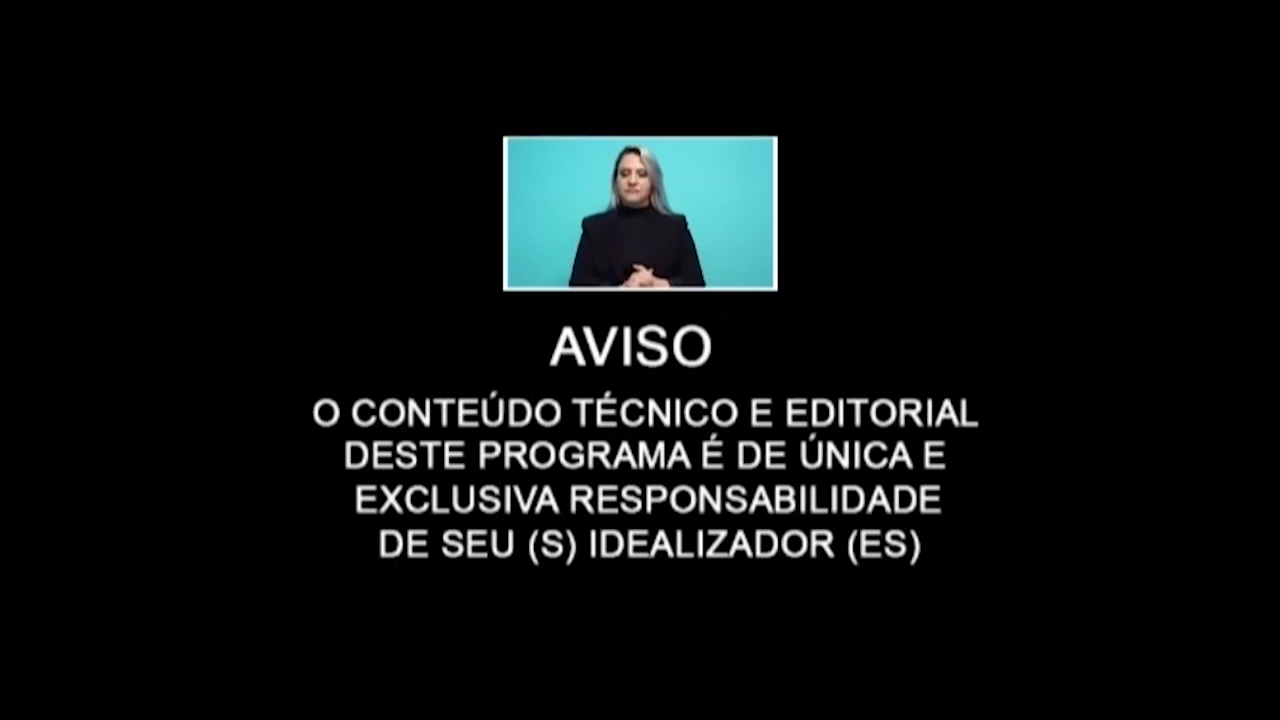 AVISO
O CONTEÚDO TÉCNICO E EDITORIAL
DESTE PROGRAMA É DE ÚNICA E
EXCLUSIVA RESPONSABILIDADE
DE SEU (S) IDEALIZADOR (ES)